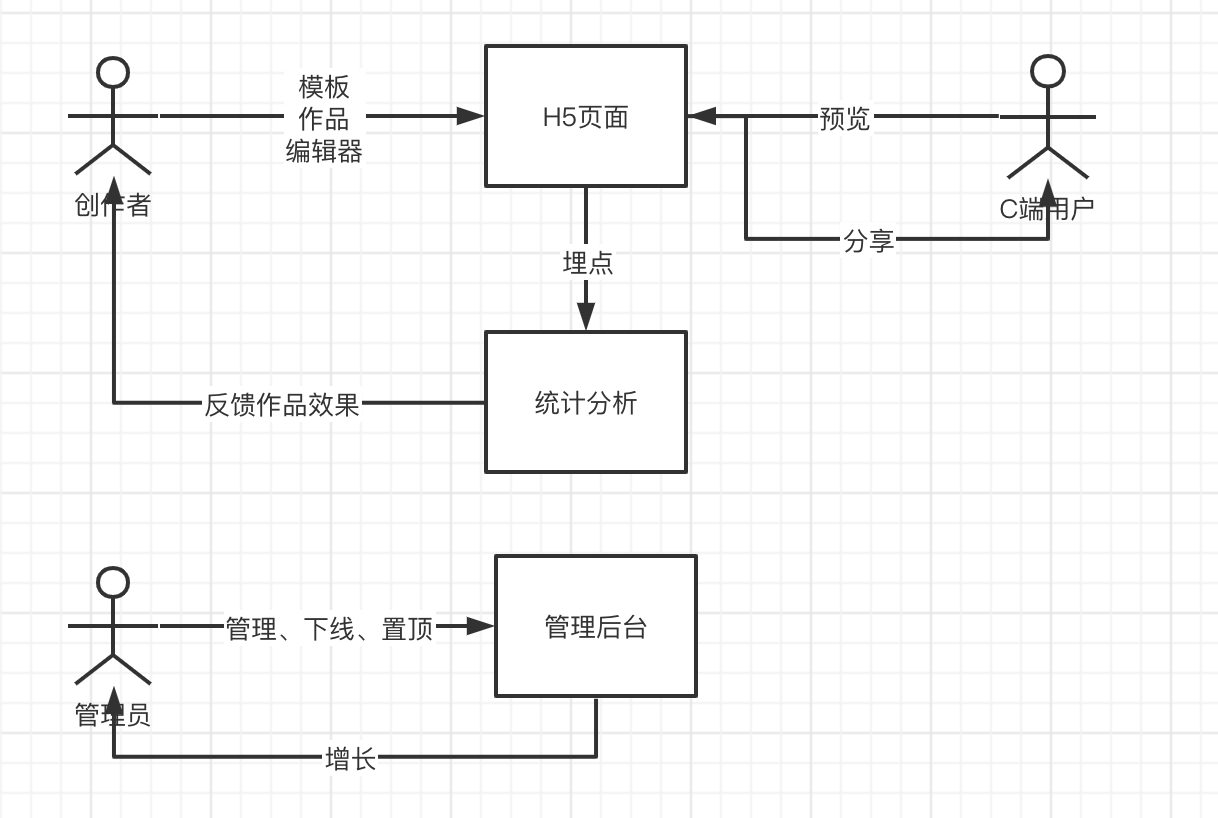 模板
作品
编辑器
H5页面
预览
创作者
C端用户
分享
埋点
反馈作品效果
统计分析
管理、下线、置顶
管理后台
管理员
增长